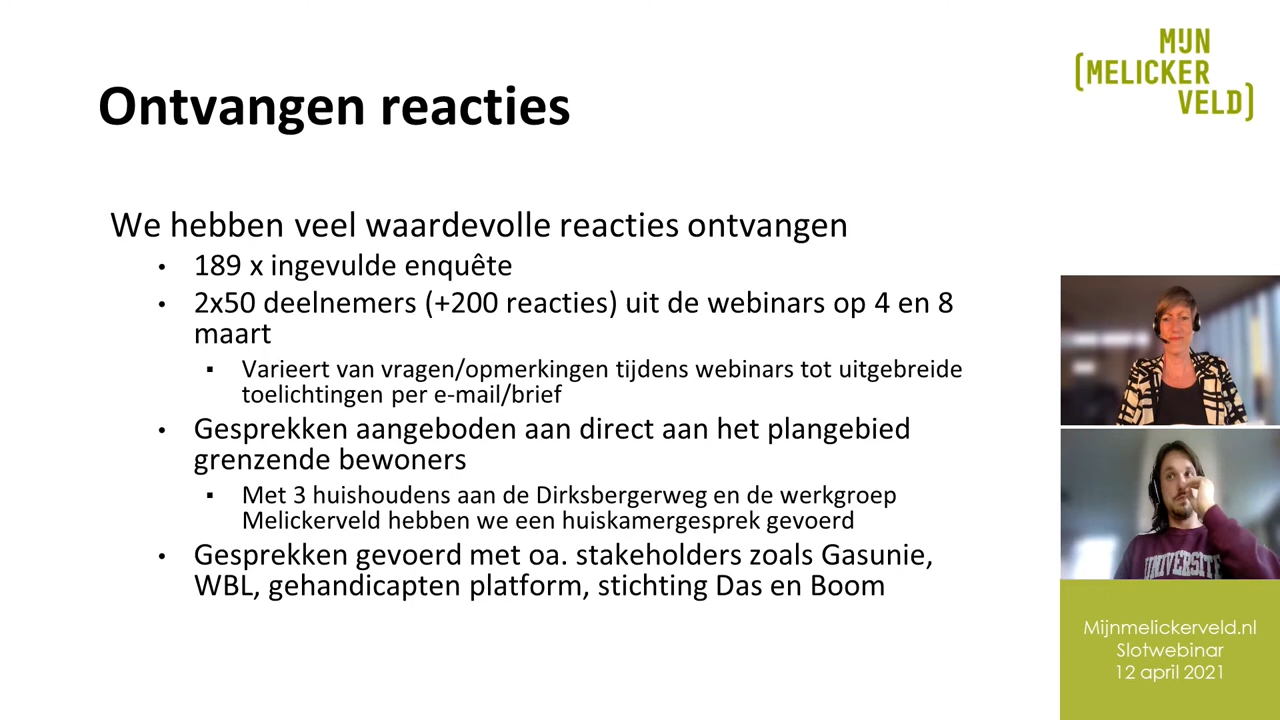 MIJN
(MELICKER
VELD)
Ontvangen reacties
We hebben veel waardevolle reacties ontvangen
• 189 x ingevulde enquête
• 2x50 deelnemers (+200 reacties) uit de webinars op 4 en 8
maart
▪ Varieert van vragen/opmerkingen tijdens webinars tot uitgebreide
toelichtingen per e-mail/brief
• Gesprekken aangeboden aan direct aan het plangebied
grenzende bewoners
▪ Met 3 huishoudens aan de Dirksbergerweg en de werkgroep
Melickerveld hebben we een huiskamergesprek gevoerd
• Gesprekken gevoerd met oa. stakeholders zoals Gasunie,
WBL, gehandicapten platform, stichting Das en Boom
UNIVERSITE
Mijnmelickerveld.nl
Slotwebinar
12 april 2021